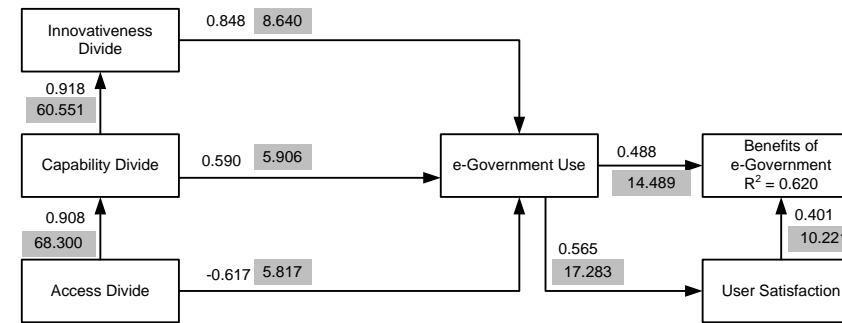 Innovativeness
Divide
0.848 8.640
0.918
60.551
Capability Divide
0.590 5.906
e-Government Use
0.488
14.489
Benefits of
e-Government
R² = 0.620
0.908
68.300
0.401
Access Divide
-0.617 5.817
0.565
17.283
User Satisfaction